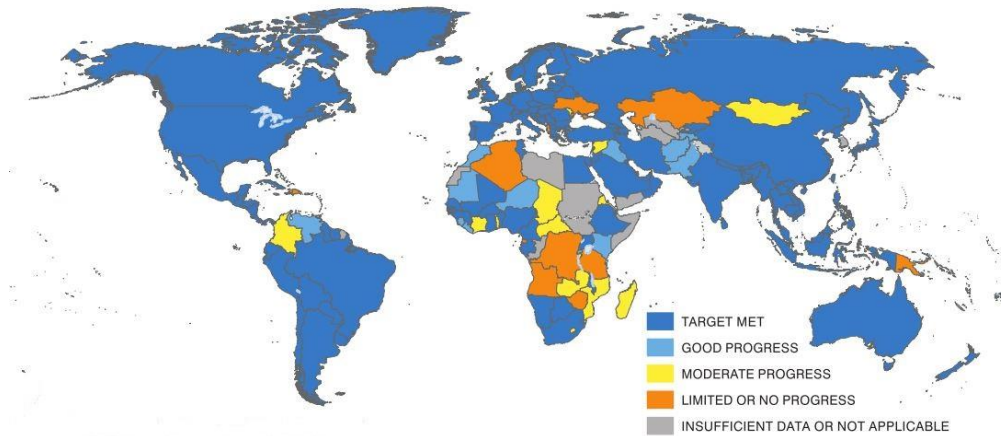 TARGET MET
GOOD PROGRESS
MODERATE PROGRESS
LIMITED OR NO PROGRESS
INSUFFICIENT DATA OR NOT APPLICABLE